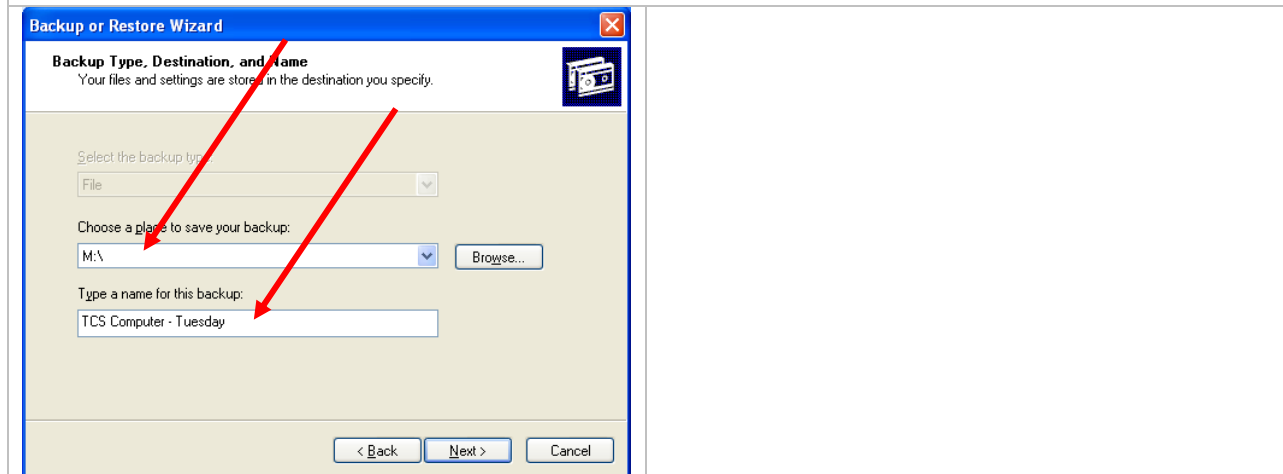 Backup or Restore Wizard
Backup Type, Destination, and Name
Your files and settings are stored in the destination you specify.
Select the backup type:
File
Choose a place to save your backup:
M:\
Browse...
Type a name for this backup:
TCS Computer - Tuesday
< Back
Next >
Cancel